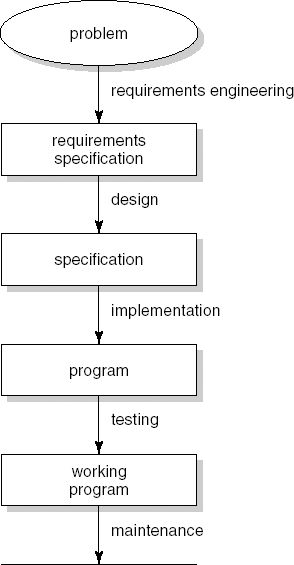 problem
requirements engineering
requirements
specification
design
specification
implementation
program
testing
working
program
maintenance